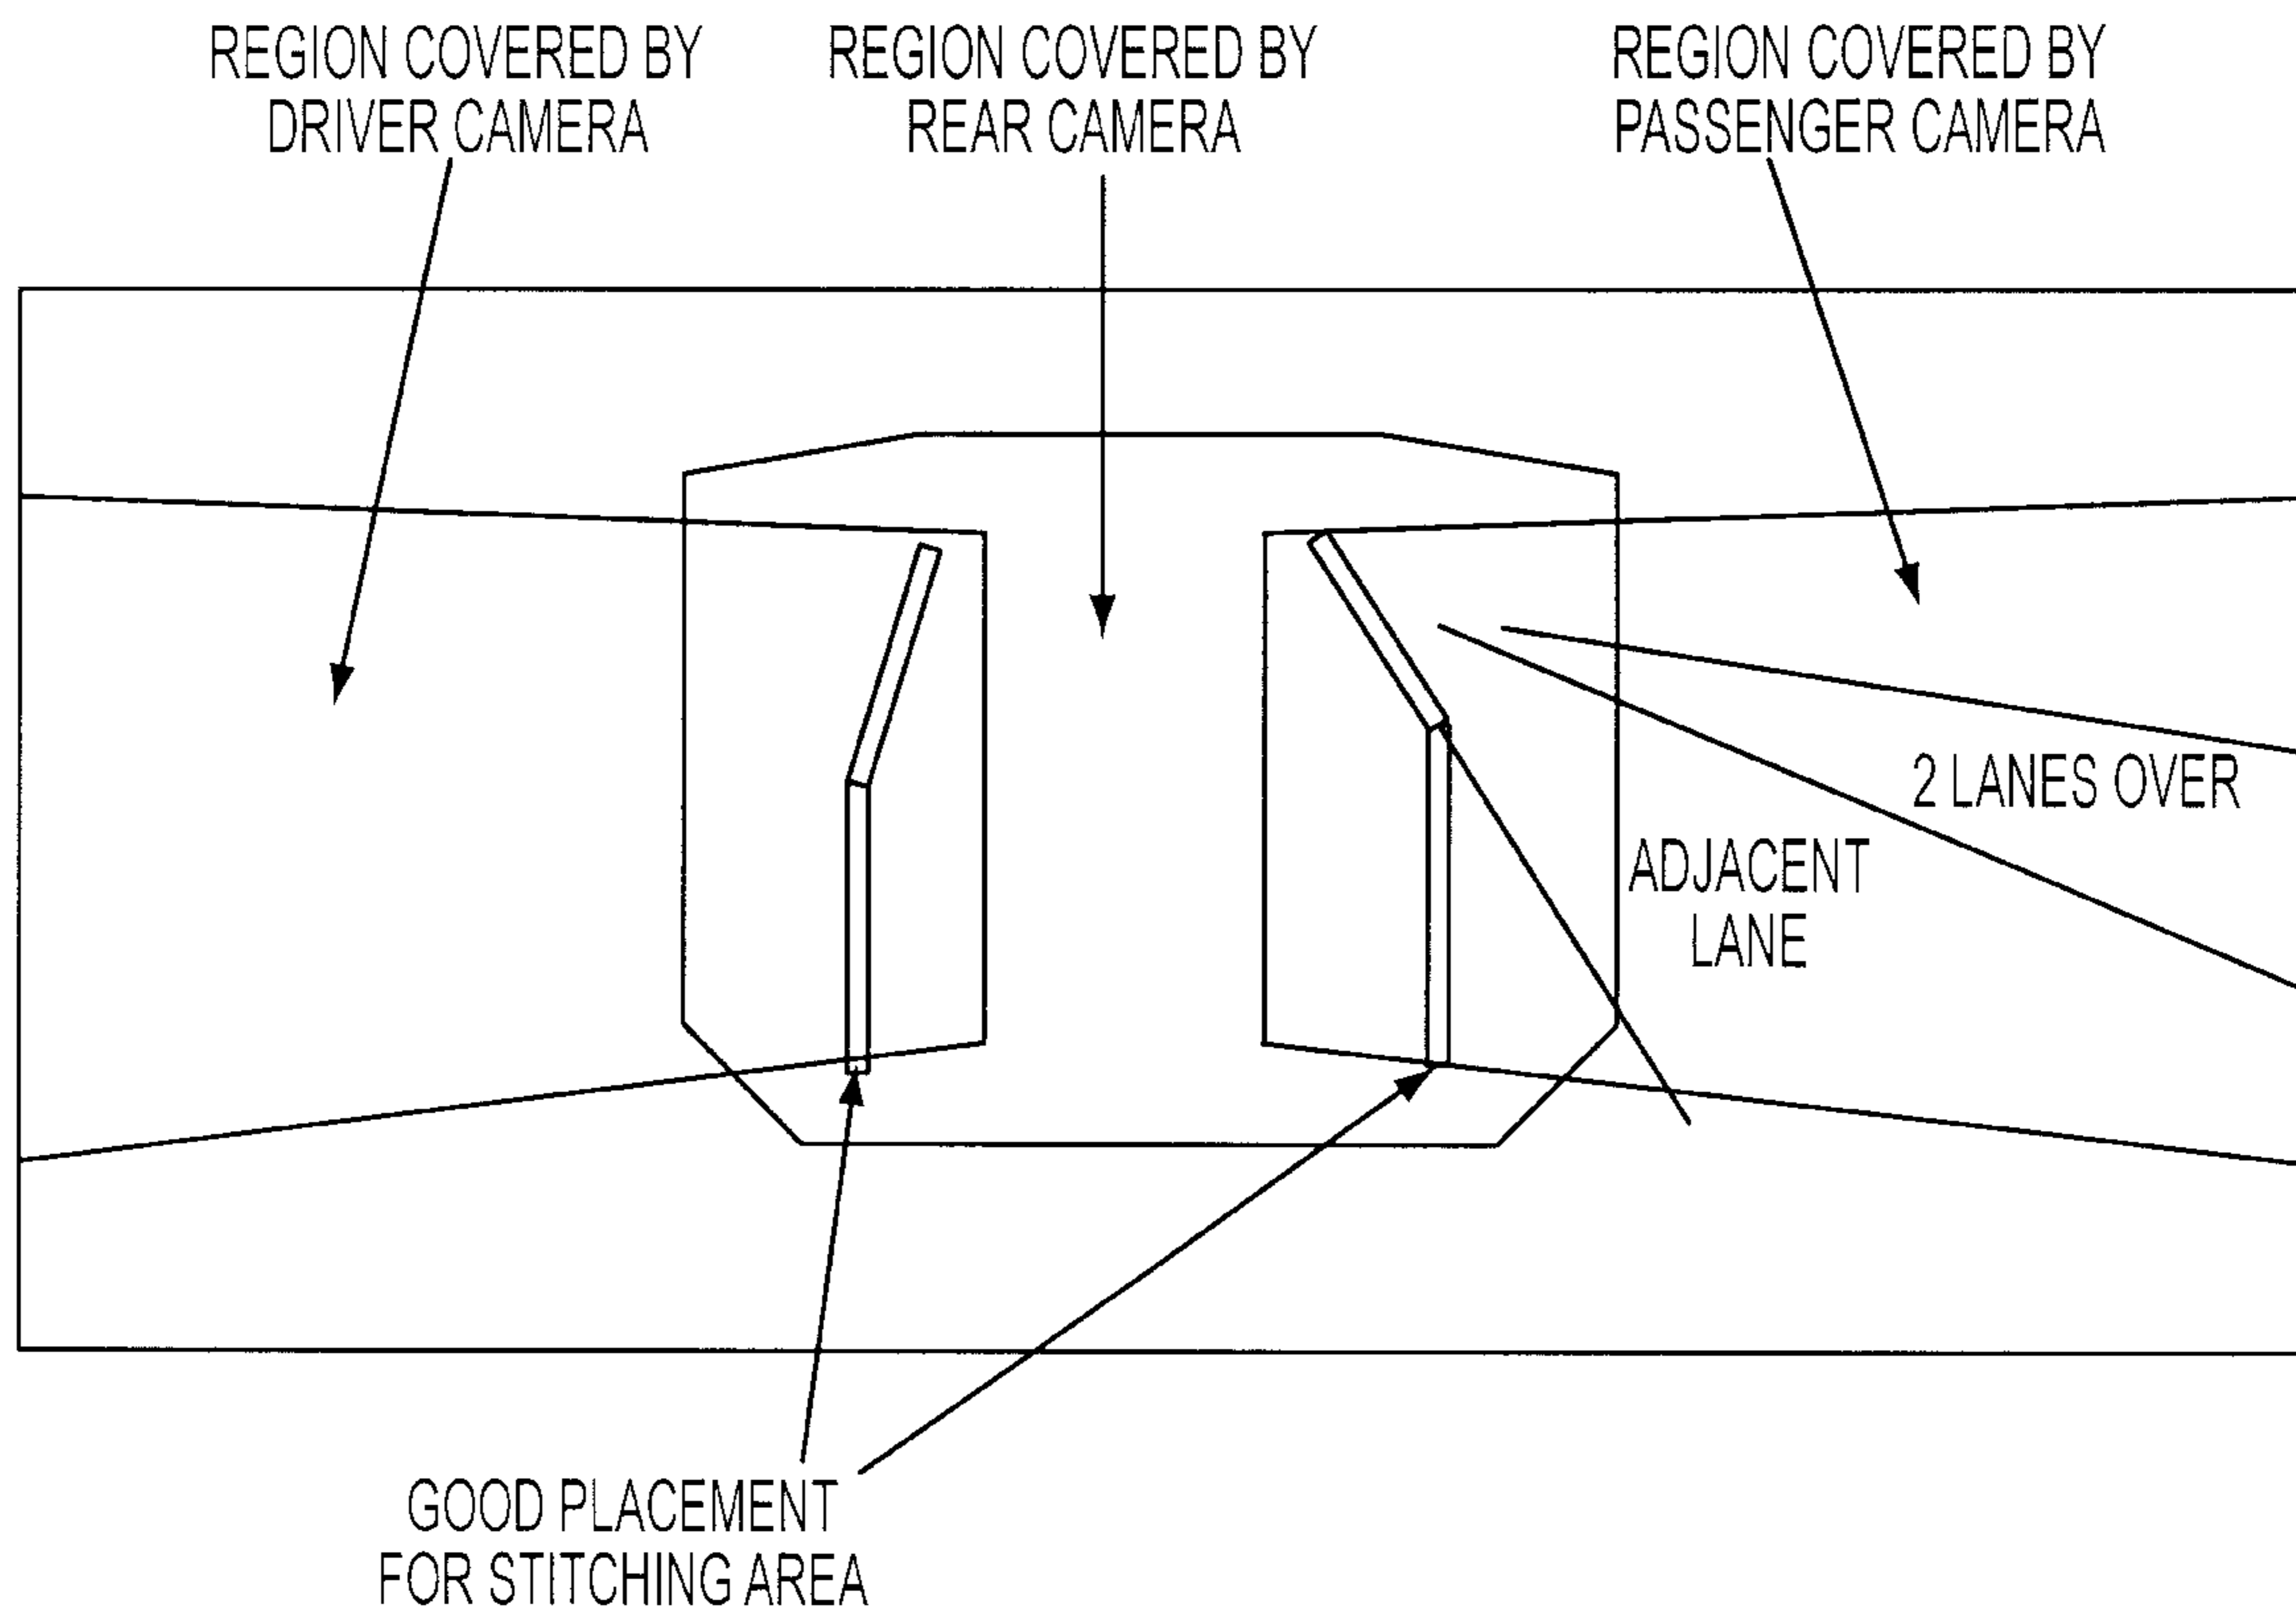 REGION COVERED BY
DRIVER CAMERA
REGION COVERED BY
REAR CAMERA
REGION COVERED BY
PASSENGER CAMERA
2 LANES OVER
ADJACENT
LANE
GOOD PLACEMENT
FOR STITCHING AREA